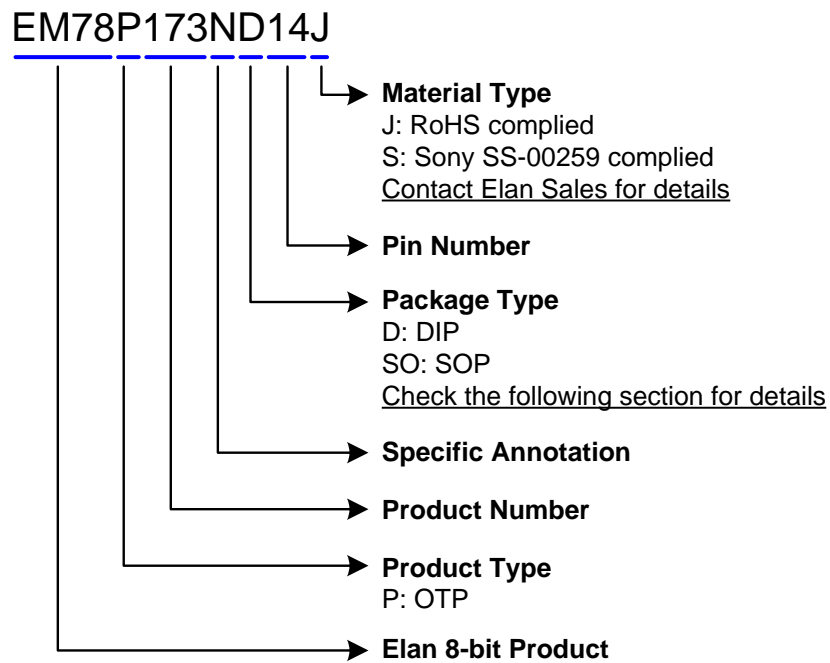 EM78P173ND14J
Material Type
J: RoHS complied
S: Sony SS-00259 complied
Contact Elan Sales for details
Pin Number
Package Type
D: DIP
SO: SOP
Check the following section for details
Specific Annotation
Product Number
Product Type
P: OTP
Elan 8-bit Product